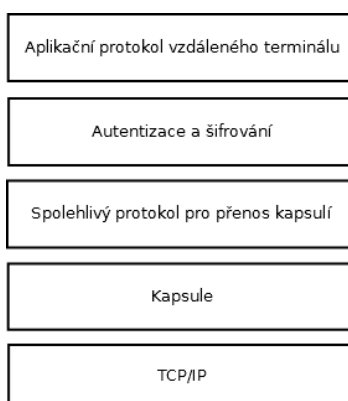 Aplikační protokol vzdáleného terminálu
Autentizace a šifrování
Spolehlivý protokol pro přenos kapsulí
Kapsule
TCP/IP